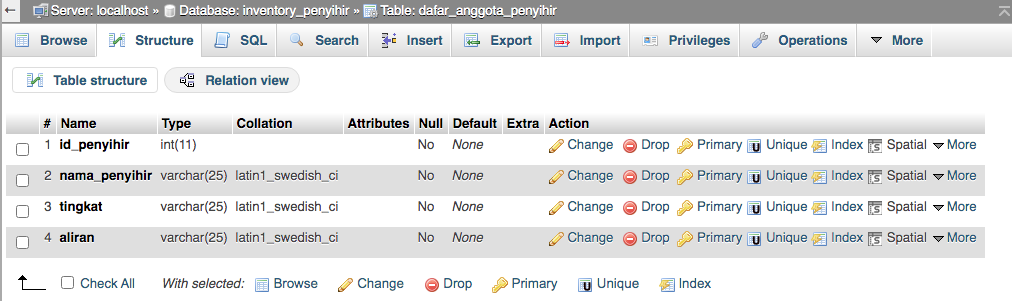 Server: localhost » Database: inventory_penyihir » Table: dafar_anggota_penyihir
Browse Structure SQL Search Insert Export Import Privileges Operations More
Table structure Relation view
# Name Type Collation Attributes Null Default Extra Action
1 id_penyihir int(11) No None Change Drop Primary Unique Index Spatial More
2 nama_penyihir varchar(25) latin1_swedish_ci No None Change Drop Primary Unique Index Spatial More
3 tingkat varchar(25) latin1_swedish_ci No None Change Drop Primary Unique Index Spatial More
4 aliran varchar(25) latin1_swedish_ci No None Change Drop Primary Unique Index Spatial More
Check All With selected: Browse Change Drop Primary Unique Index